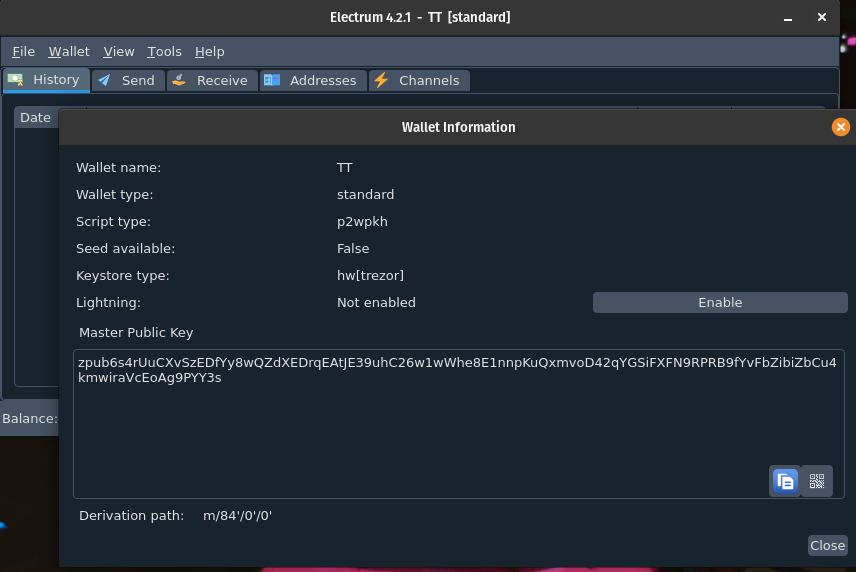 Electrum 4.2.1 - TT [standard]
File Wallet View Tools Help
History Send Receive Addresses Channels
Date
Wallet Information
Wallet name: TT
Wallet type: standard
Script type: p2wpkh
Seed available: False
Keystore type: hw[trezor]
Lightning: Not enabled Enable
Master Public Key
zpub6s4rUuCXvSzEDfYy8wQZdXEDrqEAtJE39uhC26w1wWhe8E1nnpKuQxmvoD42qYGSiFXFN9RPRB9fYvFbZibiZbCu4
kmwiraVcEoAg9PYY3s
Balance:
Derivation path: m/84'/0'/0'
Close